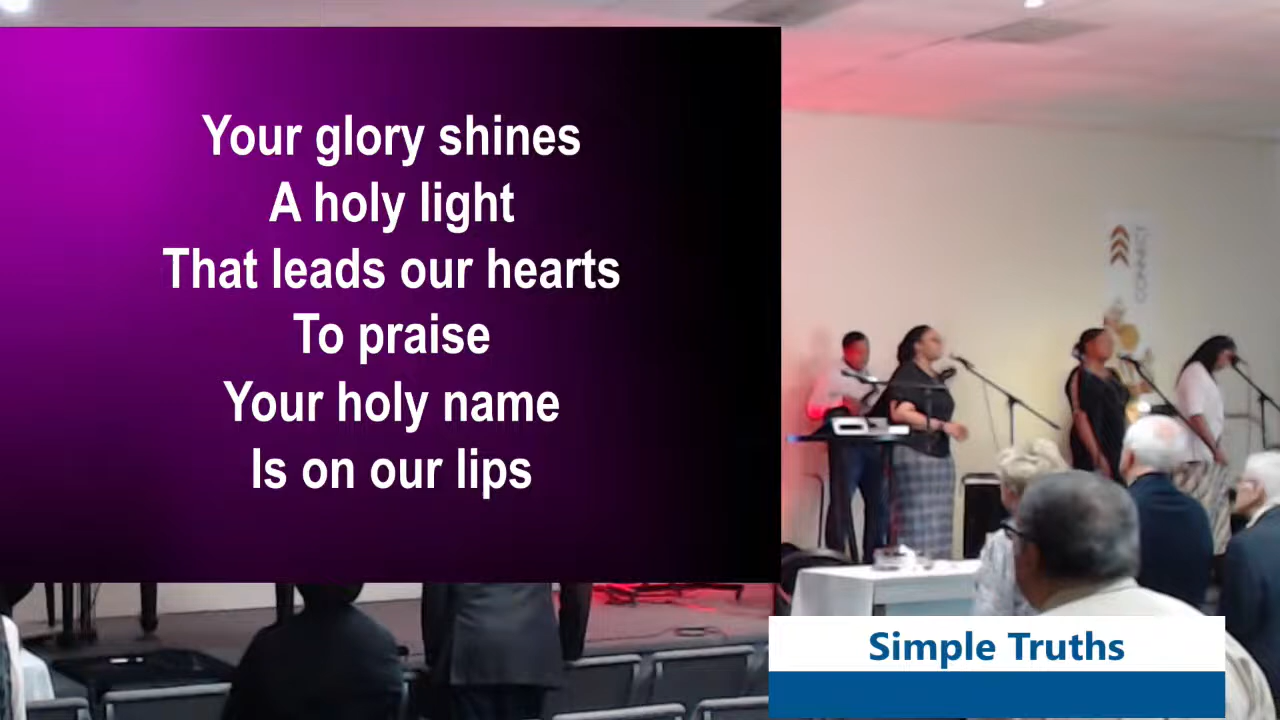 Your glory shines
A holy light
That leads our hearts
To praise
Your holy name
Is on our lips
CONNECT
Simple Truths